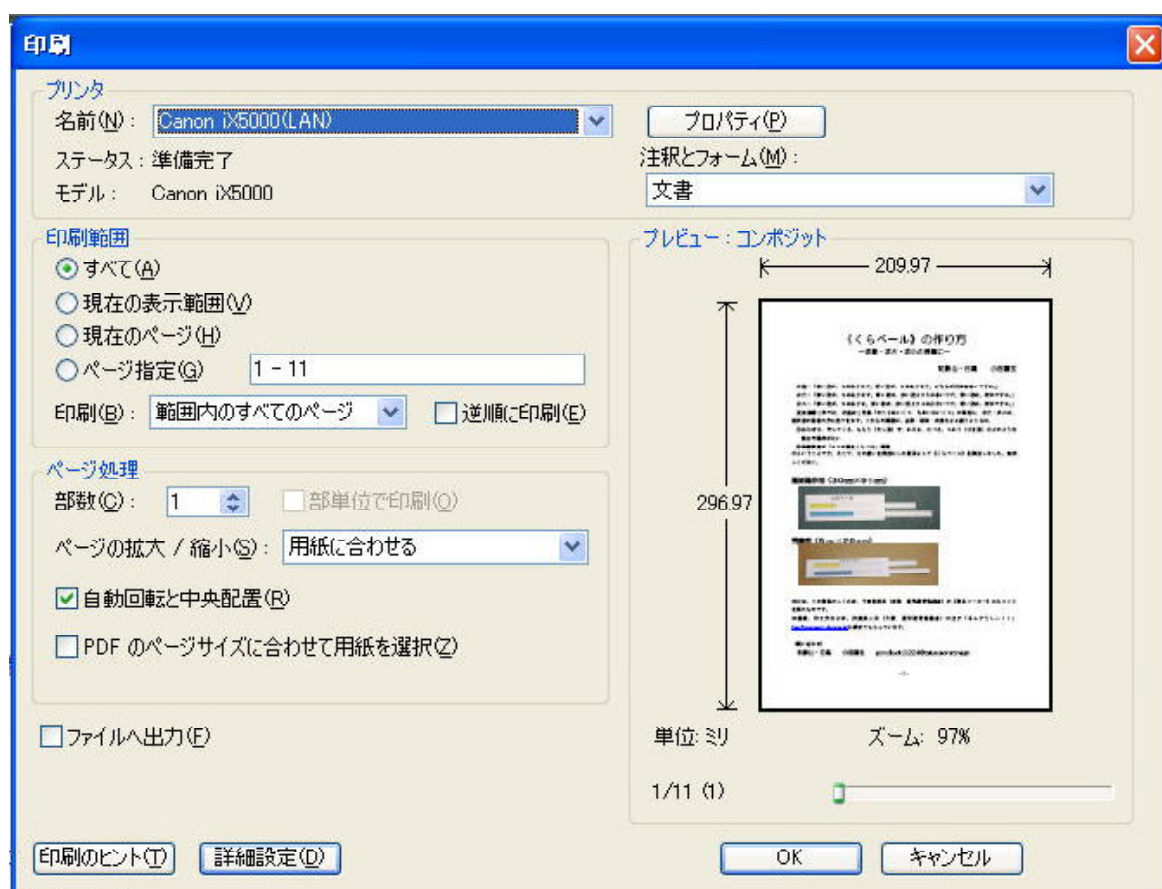 印刷
プリンタ
名前(N)： Canon iX5000(LAN)
プロパティ(P)
ステータス： 準備完了
注釈とフォーム(M)：
モデル： Canon iX5000
文書
印刷範囲
すべて(A)
現在の表示範囲(V)
現在のページ(H)
ページ指定(G) 1 - 11
印刷(B)： 範囲内のすべてのページ 逆順に印刷(E)
ページ処理
部数(C)： 1 部単位で印刷(O)
ページの拡大 / 縮小(S)： 用紙に合わせる
自動回転と中央配置(R)
PDF のページサイズに合わせて用紙を選択(Z)
ファイルへ出力(F)
プレビュー：コンポジット
209.97
296.97
《くらべール》の作り方
単位: ミリ ズーム: 97%
1/11 (1)
印刷のヒント(T) 詳細設定(D) OK キャンセル